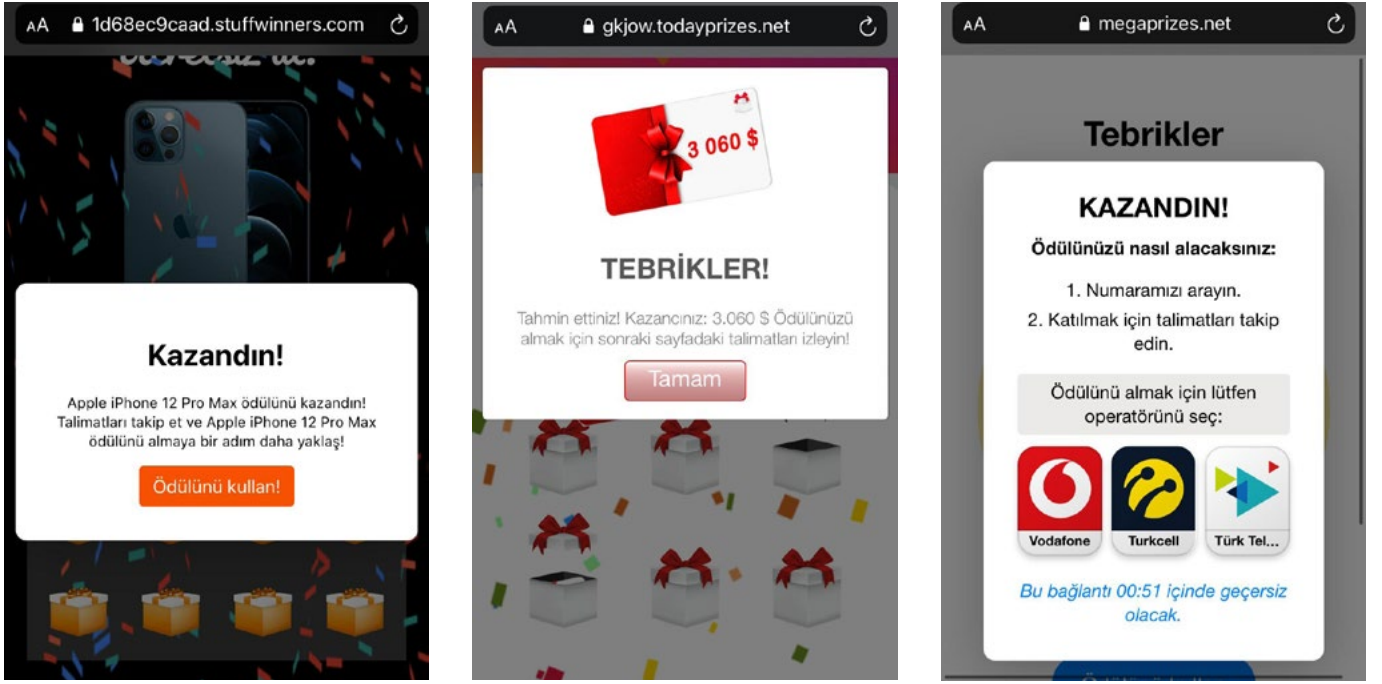 AA 1d68ec9caad.stuffwinners.com
Kazandın!
Apple iPhone 12 Pro Max ödülünü kazandın!
Talimatları takip et ve Apple iPhone 12 Pro Max
ödülünü almaya bir adım daha yaklaş!
Ödülünü kullan!
AA gkjow.todayprizes.net
3 060 $
TEBRİKLER!
Tahmin ettiniz! Kazancınız: 3.060 $ Ödülünüzü
almak için sonraki sayfadaki talimatları izleyin!
Tamam
AA megaprizes.net
Tebrikler
KAZANDIN!
Ödülünüzü nasıl alacaksınız:
1. Numaramızı arayın.
2. Katılmak için talimatları takip
edin.
Ödülünü almak için lütfen
operatörünü seç:
Vodafone Turkcell Türk Tel...
Bu bağlantı 00:51 içinde geçersiz
olacak.